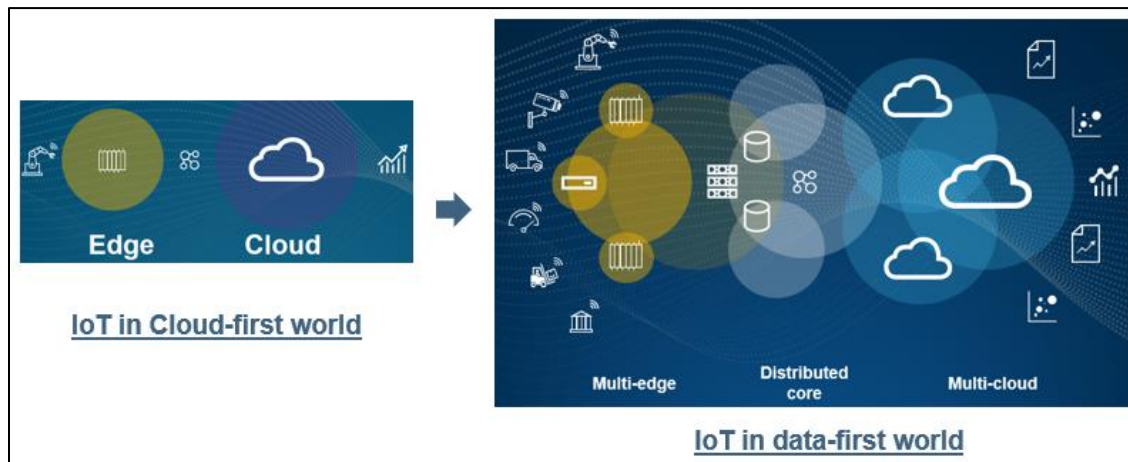 Edge
Cloud
IoT in Cloud-first world
Multi-edge
Distributed
core
Multi-cloud
IoT in data-first world